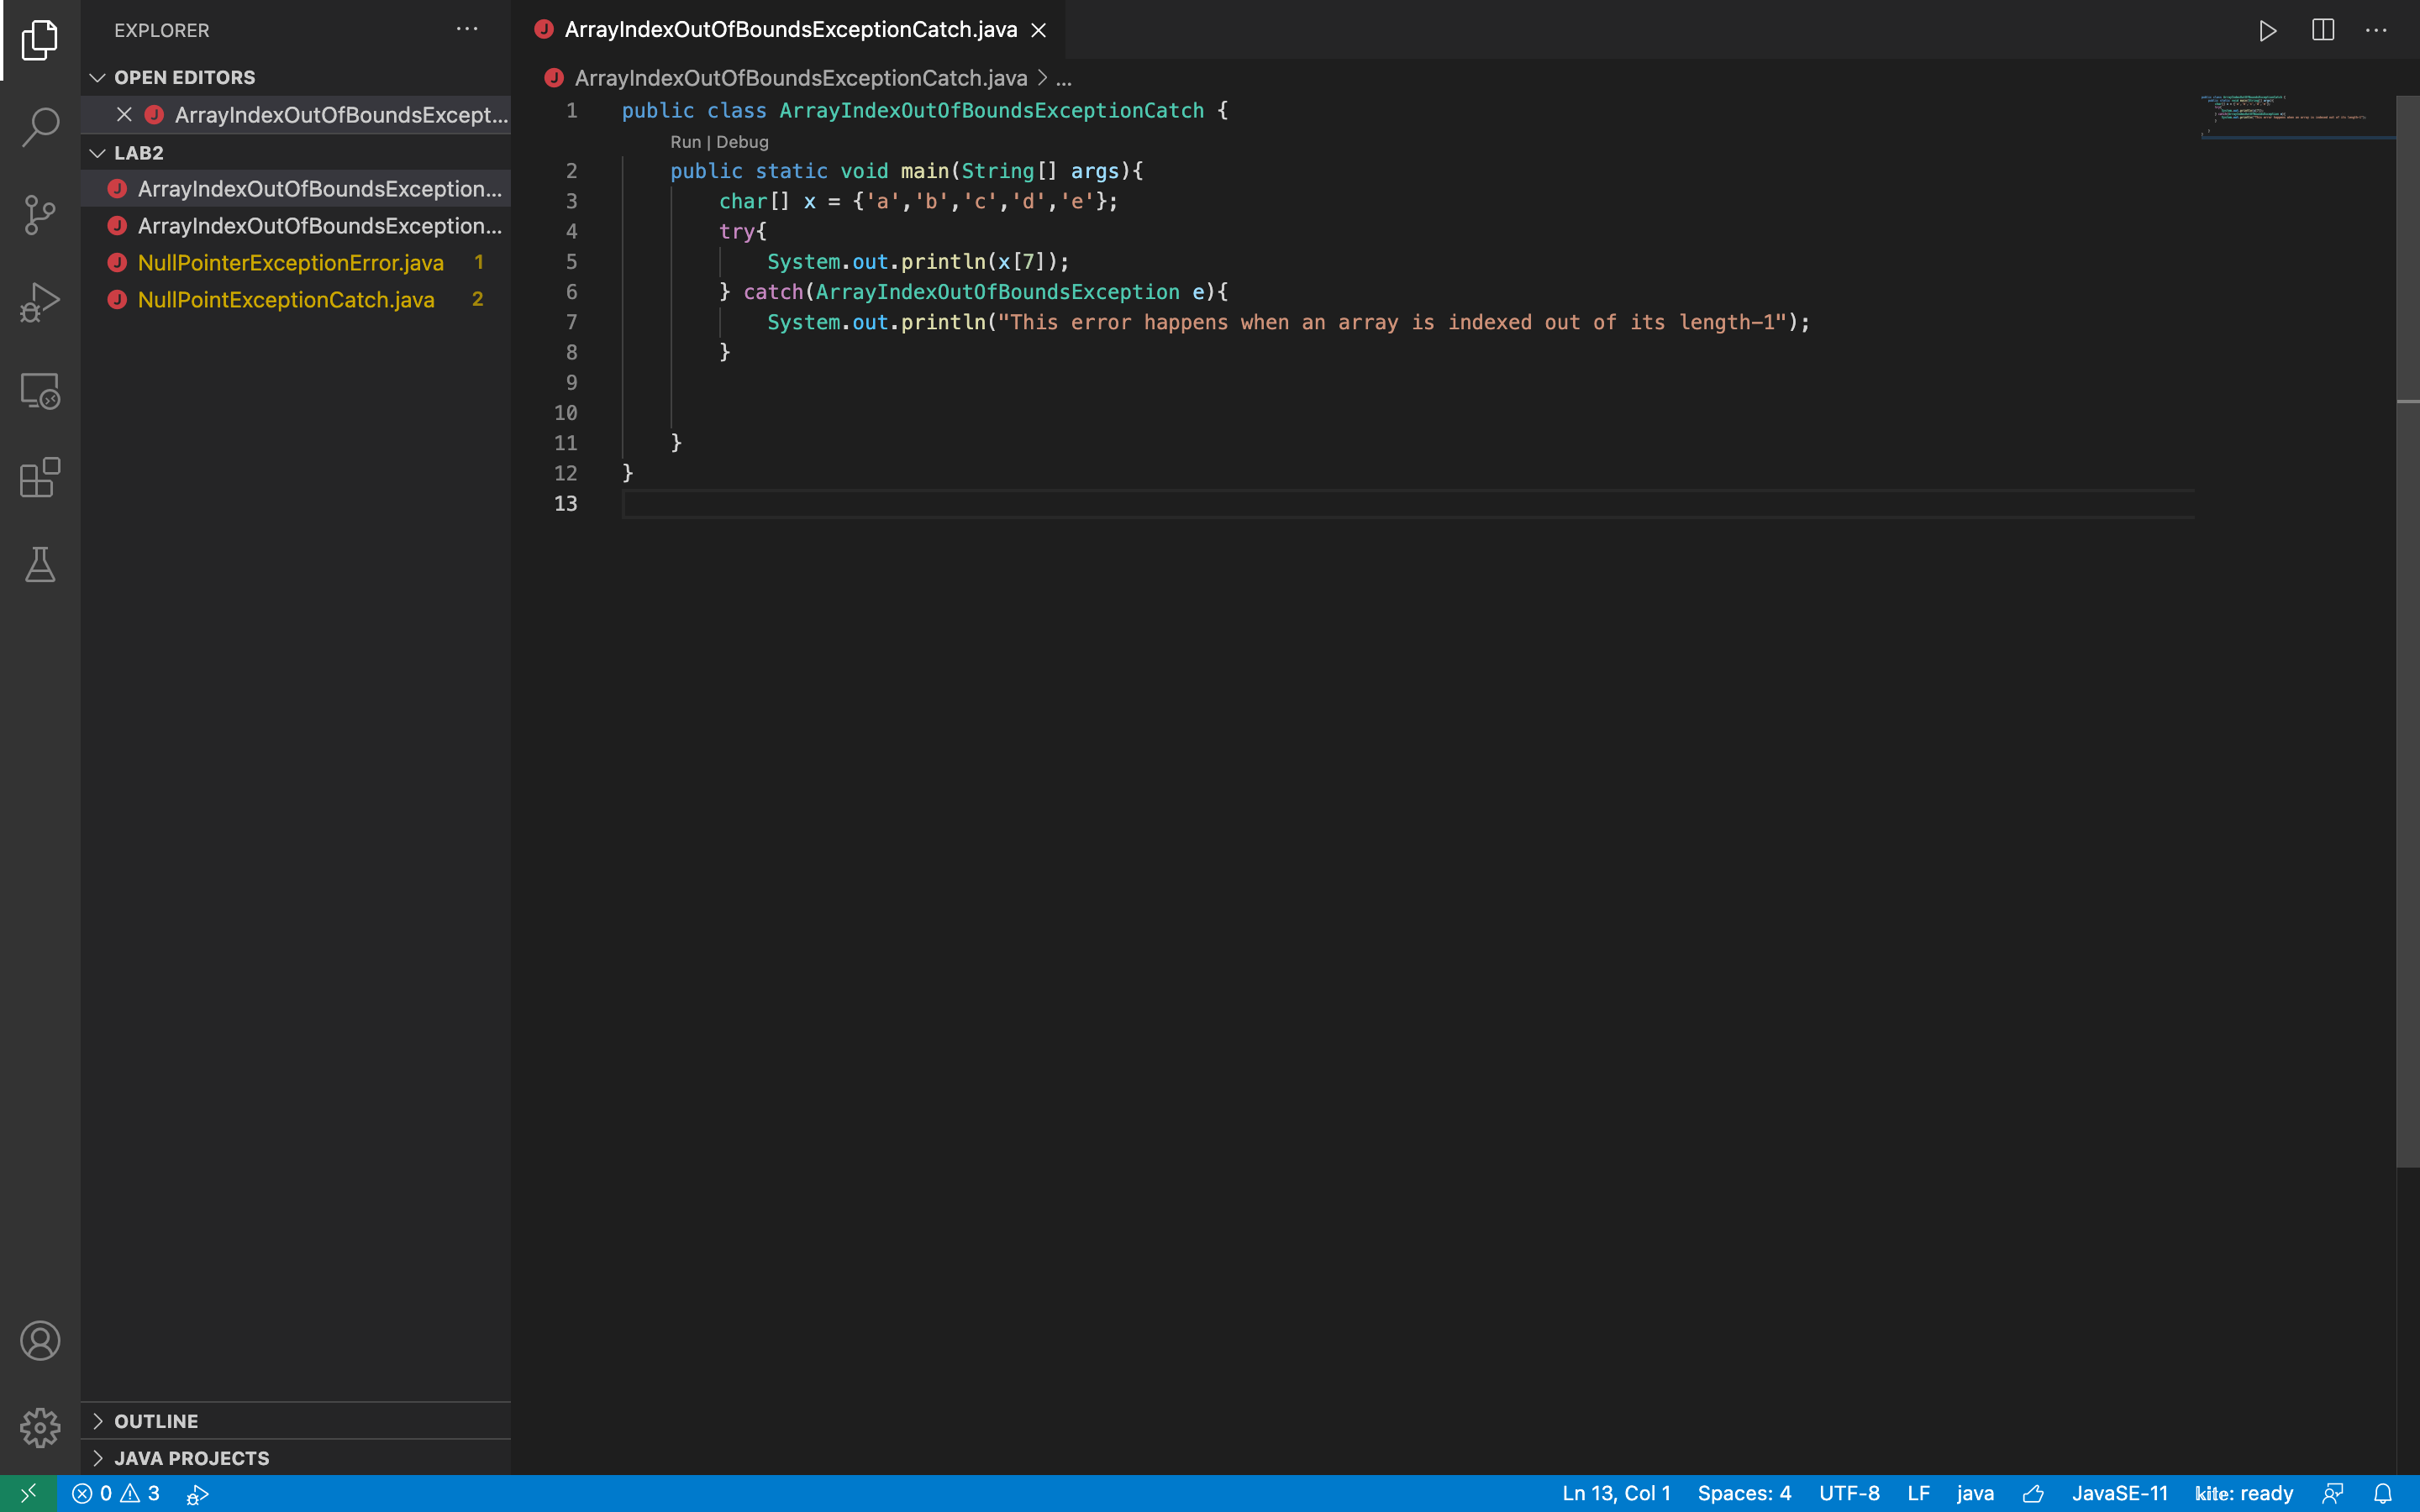 EXPLORER
OPEN EDITORS
ArrayIndexOutOfBoundsExcept...
LAB2
ArrayIndexOutOfBoundsException...
ArrayIndexOutOfBoundsException...
NullPointerExceptionError.java 1
NullPointExceptionCatch.java 2
OUTLINE
JAVA PROJECTS
ArrayIndexOutOfBoundsExceptionCatch.java
ArrayIndexOutOfBoundsExceptionCatch.java > ...
1 public class ArrayIndexOutOfBoundsExceptionCatch {
Run | Debug
2 public static void main(String[] args){
3 char[] x = {'a','b','c','d','e'};
4 try{
5 System.out.println(x[7]);
6 } catch(ArrayIndexOutOfBoundsException e){
7 System.out.println("This error happens when an array is indexed out of its length-1");
8 }
9
10
11 }
12 }
13
0 3
Ln 13, Col 1 Spaces: 4 UTF-8 LF java JavaSE-11 kite: ready